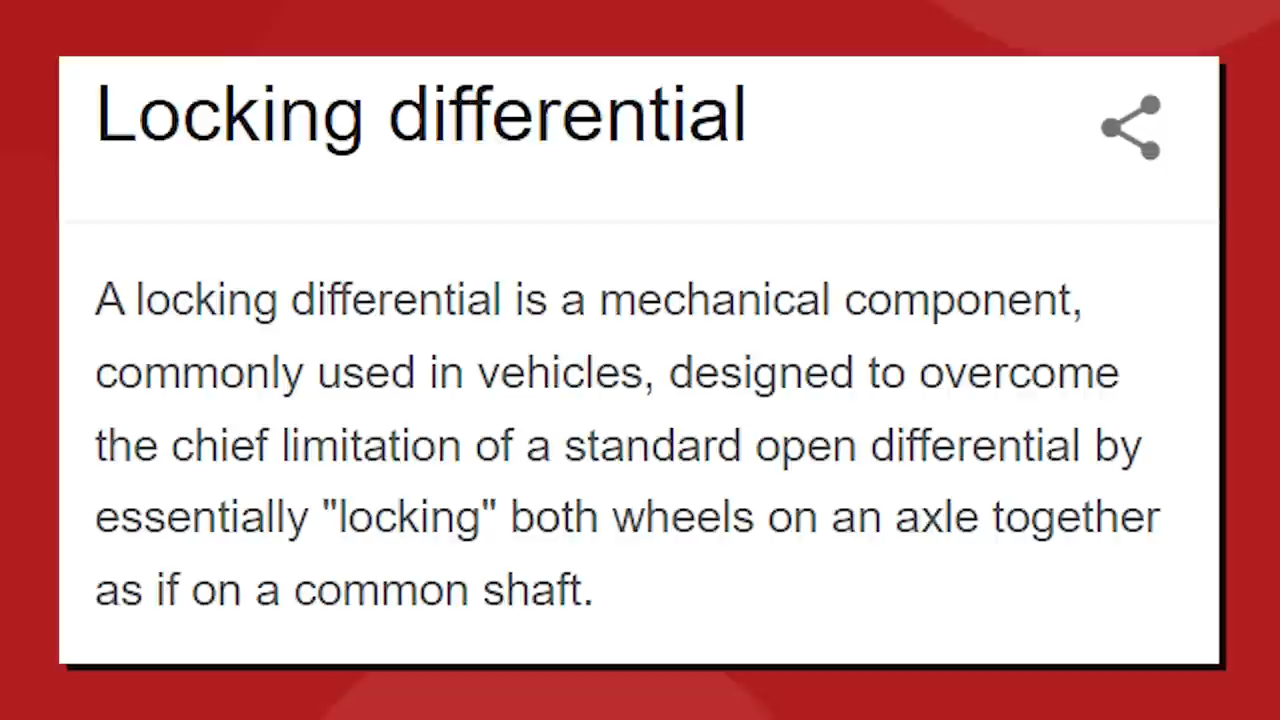 Locking differential
A locking differential is a mechanical component,
commonly used in vehicles, designed to overcome
the chief limitation of a standard open differential by
essentially "locking" both wheels on an axle together
as if on a common shaft.